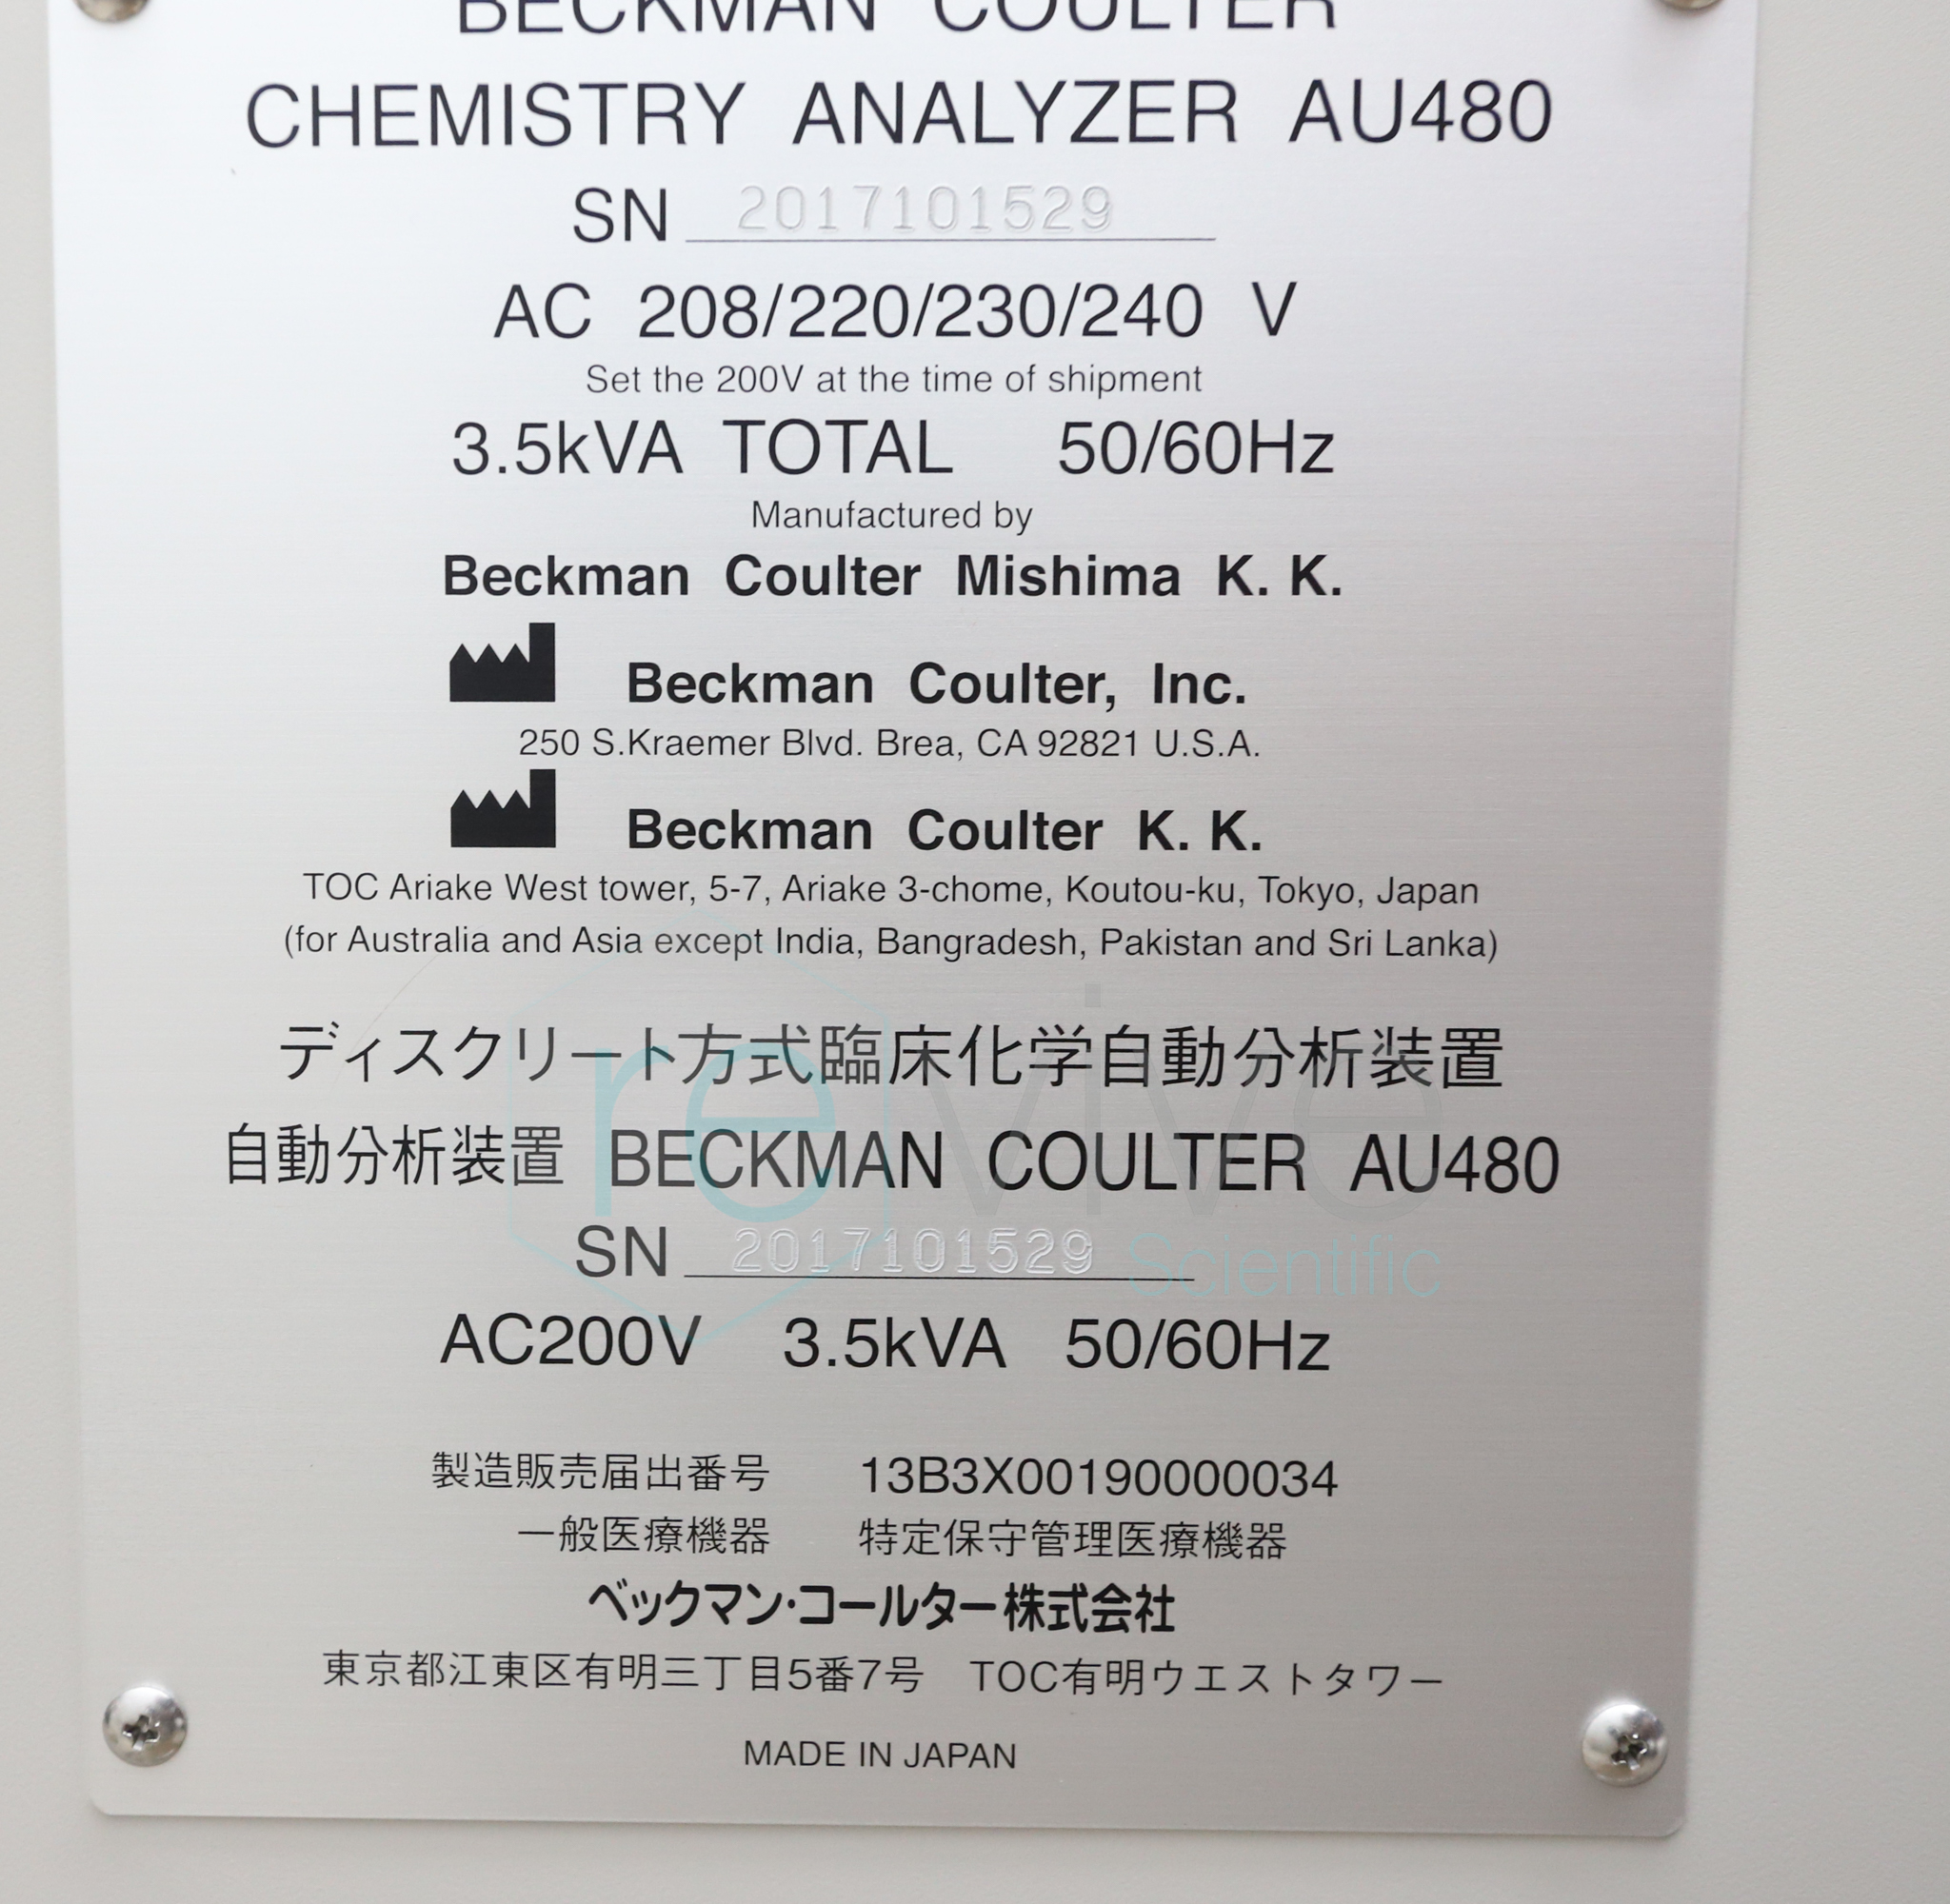 BECKMAN COULTER
CHEMISTRY ANALYZER AU480
SN 2017101529
AC 208/220/230/240 V
Set the 200V at the time of shipment
3.5kVA TOTAL 50/60Hz
Manufactured by
Beckman Coulter Mishima K. K.
Beckman Coulter, Inc.
250 S.Kraemer Blvd. Brea, CA 92821 U.S.A.
Beckman Coulter K. K.
TOC Ariake West tower, 5-7, Ariake 3-chome, Koutou-ku, Tokyo, Japan
(for Australia and Asia except India, Bangradesh, Pakistan and Sri Lanka)
ディスクリート方式臨床化学自動分析装置
自動分析装置 BECKMAN COULTER AU480
revive
Scientific
SN 2017101529
AC200V 3.5kVA 50/60Hz
製造販売届出番号 13B3X00190000034
一般医療機器 特定保守管理医療機器
ベックマン・コールター株式会社
東京都江東区有明三丁目5番7号 TOC有明ウエストタワー
MADE IN JAPAN